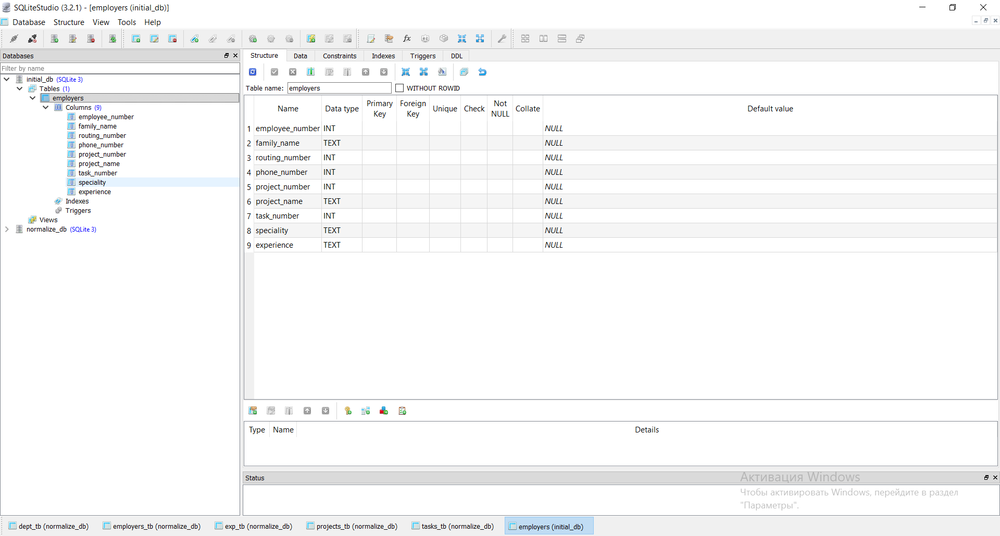 SQLiteStudio (3.2.1) - [employers (initial_db)]
Database Structure View Tools Help
Databases
Filter by name
initial_db (SQLite 3)
Tables (1)
employers
Columns (9)
employee_number
family_name
routing_number
phone_number
project_number
project_name
task_number
speciality
experience
Indexes
Triggers
Views
normalize_db (SQLite 3)
Structure Data Constraints Indexes Triggers DDL
Table name: employers WITHOUT ROWID
Name Data type Primary Key Foreign Key Unique Check Not NULL Collate Default value
1 employee_number INT NULL
2 family_name TEXT NULL
3 routing_number INT NULL
4 phone_number INT NULL
5 project_number INT NULL
6 project_name TEXT NULL
7 task_number INT NULL
8 speciality TEXT NULL
9 experience TEXT NULL
Type Name Details
Status
Активация Windows
Чтобы активировать Windows, перейдите в раздел
"Параметры".
dept_tb (normalize_db) employers_tb (normalize_db) exp_tb (normalize_db) projects_tb (normalize_db) tasks_tb (normalize_db) employers (initial_db)